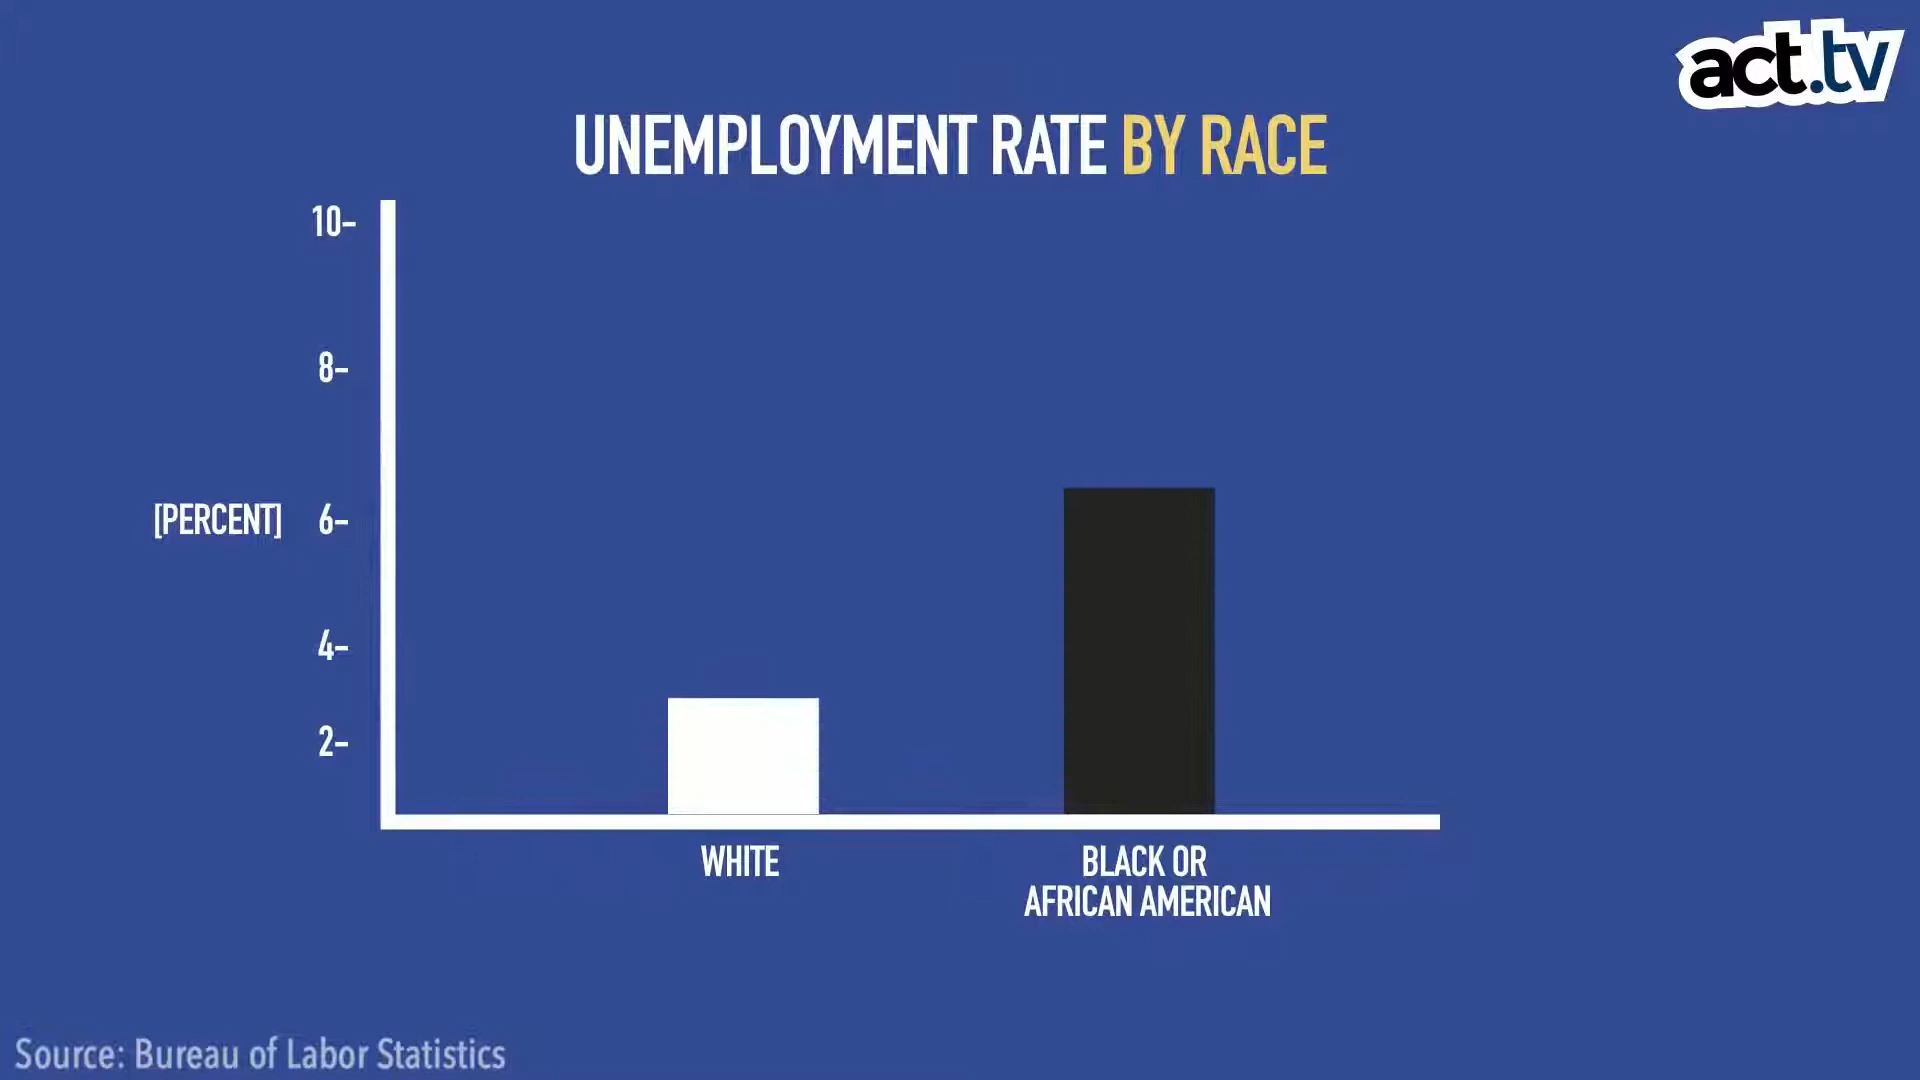 act.tv
UNEMPLOYMENT RATE BY RACE
10-
8-
[PERCENT] 6-
4-
2-
WHITE
BLACK OR
AFRICAN AMERICAN
Source: Bureau of Labor Statistics